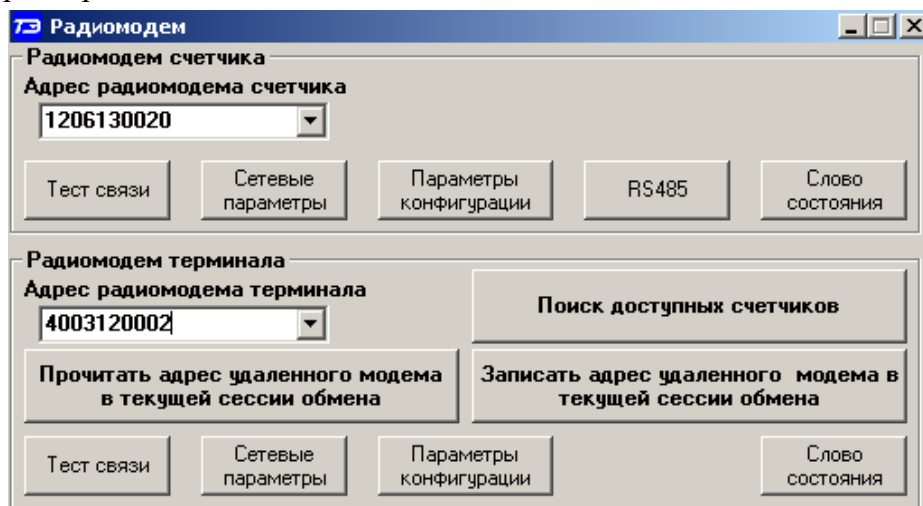 ТЭ Радиомодем
Радиомодем счетчика
Адрес радиомодема счетчика
1206130020
Тест связи
Сетевые
параметры
Параметры
конфигурации
RS485
Слово
состояния
Радиомодем терминала
Адрес радиомодема терминала
4003120002
Поиск доступных счетчиков
Прочитать адрес удаленного модема
в текущей сессии обмена
Записать адрес удаленного модема в
текущей сессии обмена
Тест связи
Сетевые
параметры
Параметры
конфигурации
Слово
состояния